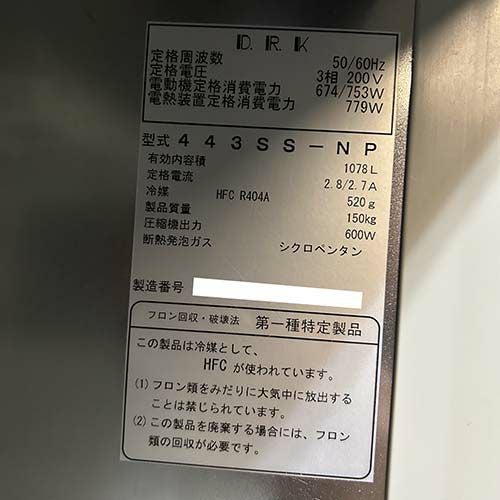 D.R.K
定格周波数 50/60Hz
定格電圧 3相 200V
電動機定格消費電力 674/753W
電熱装置定格消費電力 779W
型式 443SS-NP
有効内容積 1078L
定格電流 2.8/2.7A
冷媒 HFC R404A 520g
製品質量 150kg
圧縮機出力 600W
断熱発泡ガス シクロペンタン
製造番号
フロン回収・破壊法 第一種特定製品
この製品は冷媒として、
HFC が使われています。
(1) フロン類をみだりに大気中に放出する
ことは禁じられています。
(2) この製品を廃棄する場合には、フロン
類の回収が必要です。